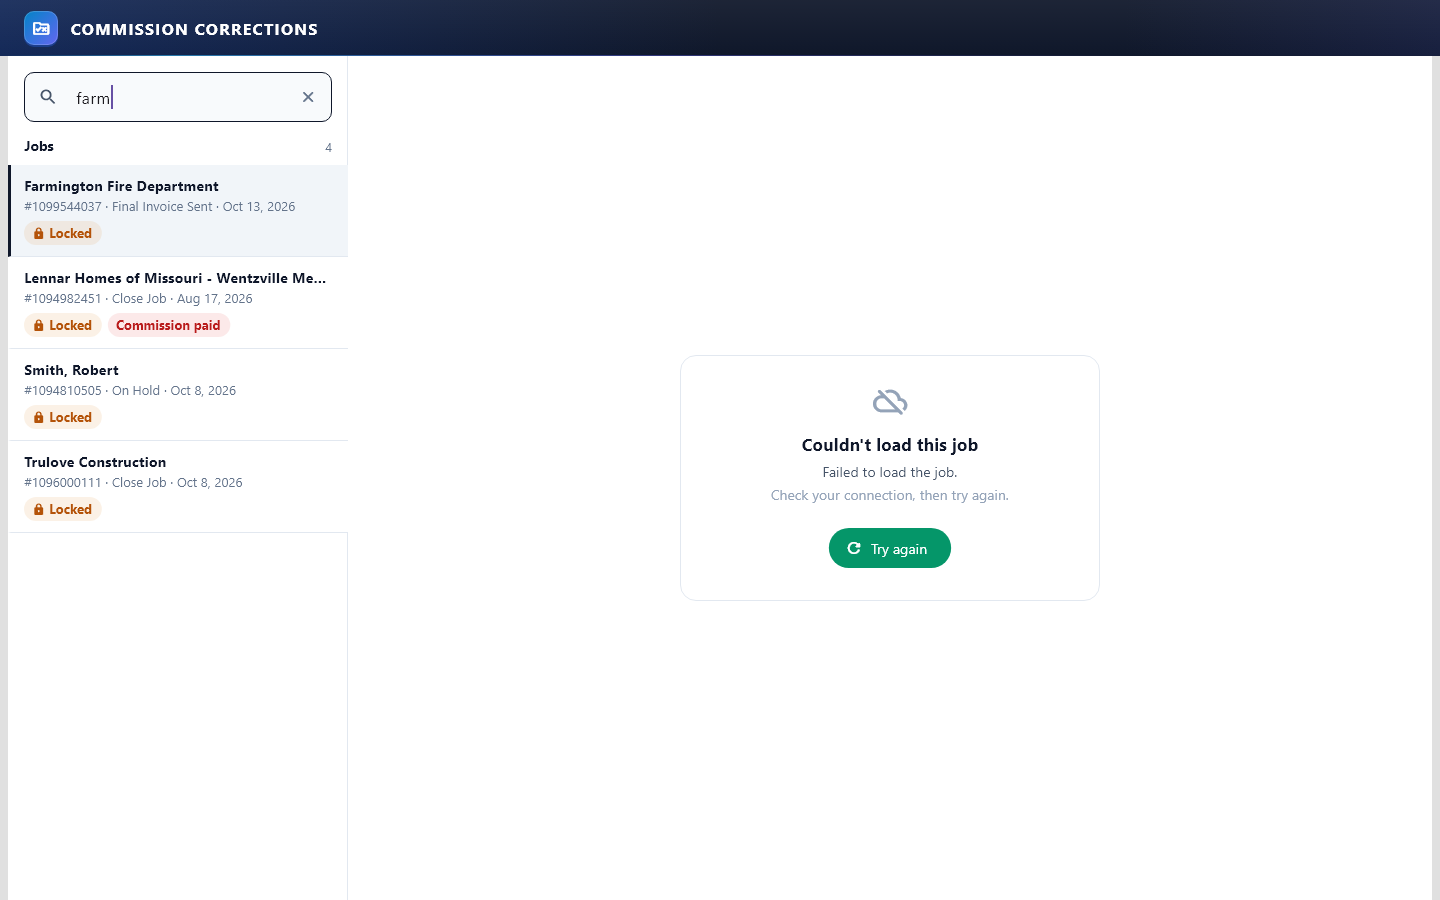 COMMISSION CORRECTIONS
farm
Jobs 4
Farmington Fire Department
#1099544037 · Final Invoice Sent · Oct 13, 2026
Locked
Lennar Homes of Missouri - Wentzville Me...
#1094982451 · Close Job · Aug 17, 2026
Locked Commission paid
Smith, Robert
#1094810505 · On Hold · Oct 8, 2026
Locked
Trulove Construction
#1096000111 · Close Job · Oct 8, 2026
Locked
Couldn't load this job
Failed to load the job.
Check your connection, then try again.
Try again